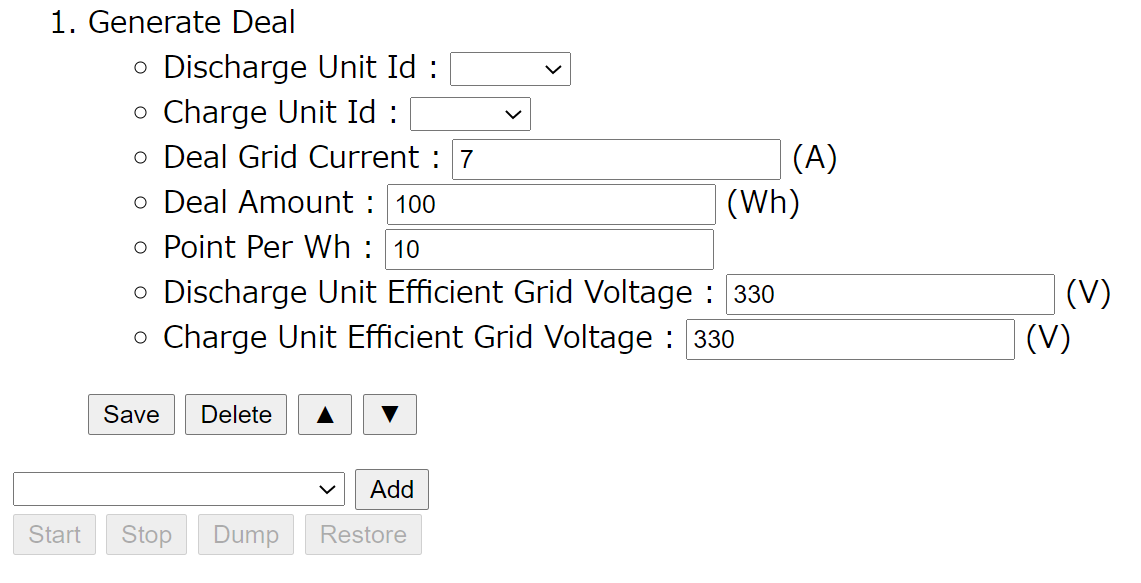 1. Generate Deal
Discharge Unit Id :
Charge Unit Id :
Deal Grid Current : 7 (A)
Deal Amount : 100 (Wh)
Point Per Wh : 10
Discharge Unit Efficient Grid Voltage : 330 (V)
Charge Unit Efficient Grid Voltage : 330 (V)
Save Delete ▲ ▼
Add
Start Stop Dump Restore